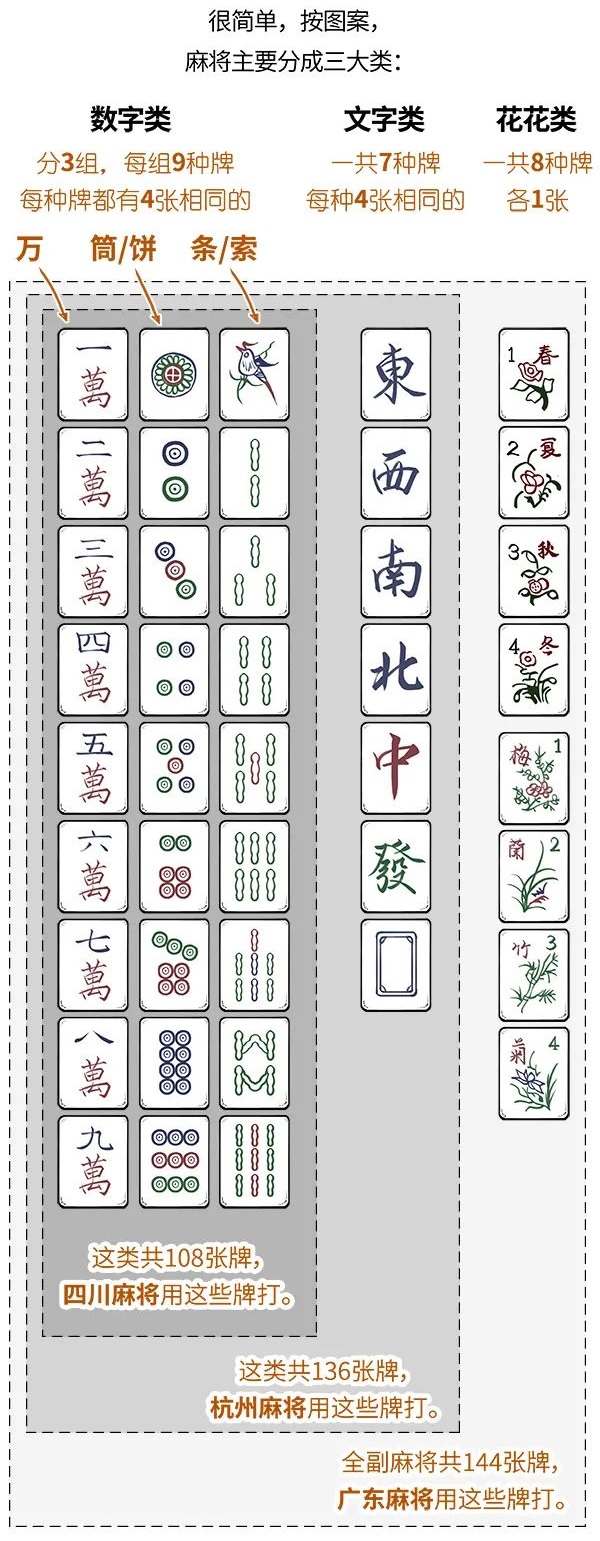 很简单，按图案，
麻将主要分成三大类：
数字类
分3组，每组9种牌
每种牌都有4张相同的
文字类
一共7种牌
每种4张相同的
花花类
一共8种牌
各1张
万
筒/饼
条/索
一萬
二萬
三萬
四萬
五萬
六萬
七萬
八萬
九萬
東
西
南
北
中
發
1 春
2 夏
3 秋
4 冬
梅 1
蘭 2
竹 3
菊 4
这类共108张牌，
四川麻将用这些牌打。
这类共136张牌，
杭州麻将用这些牌打。
全副麻将共144张牌，
广东麻将用这些牌打。